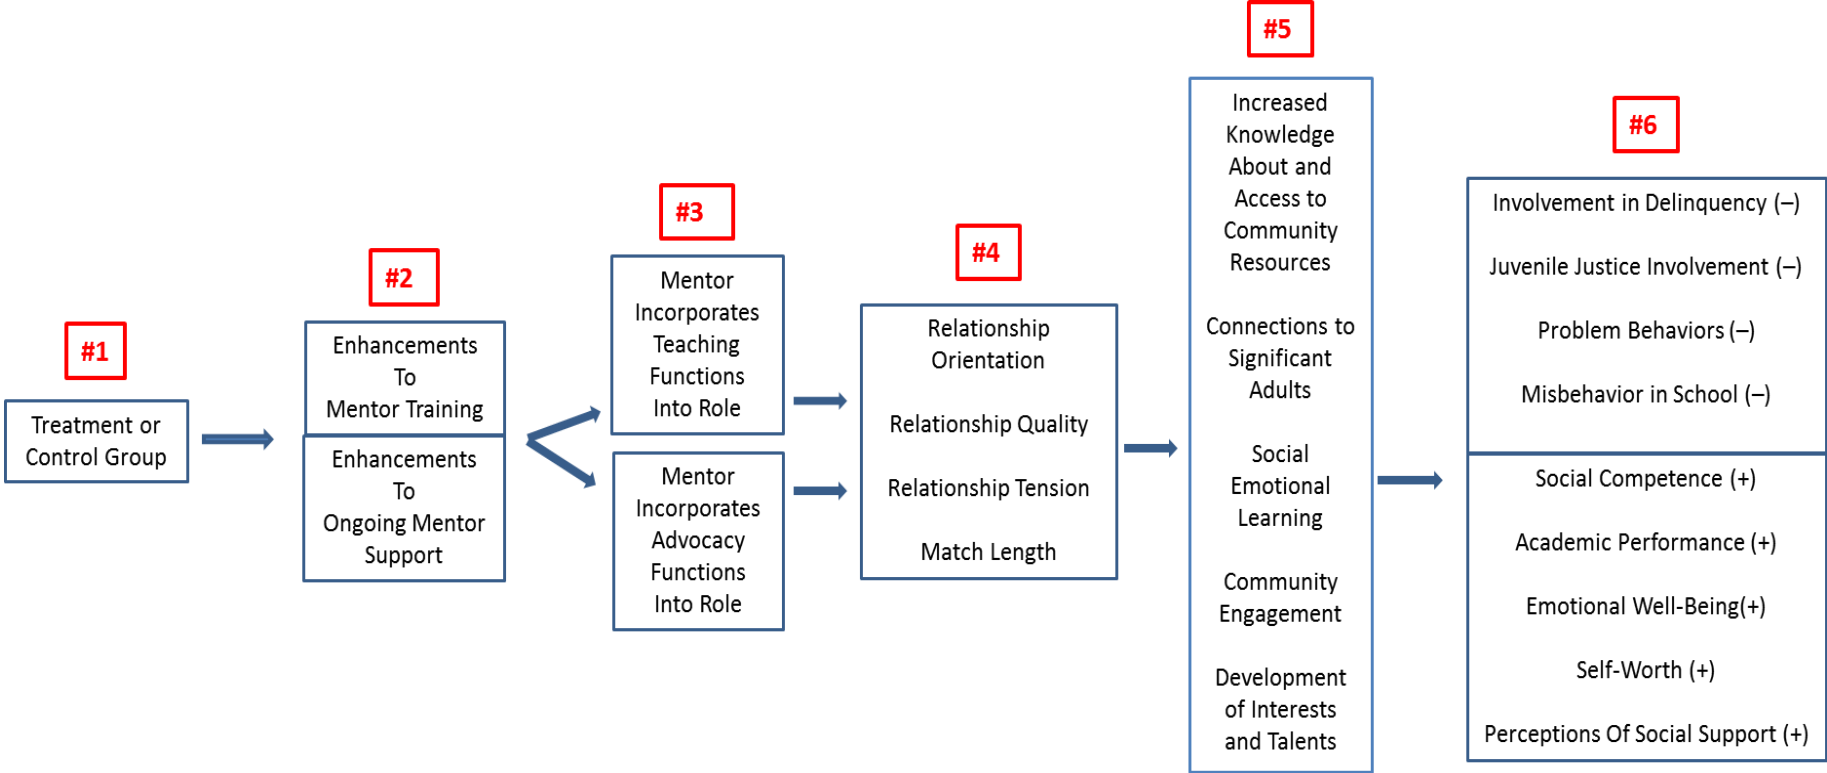 #1
Treatment or
Control Group
#2
Enhancements
To
Mentor Training
Enhancements
To
Ongoing Mentor
Support
#3
Mentor
Incorporates
Teaching
Functions
Into Role
Mentor
Incorporates
Advocacy
Functions
Into Role
#4
Relationship
Orientation
Relationship Quality
Relationship Tension
Match Length
#5
Increased
Knowledge
About and
Access to
Community
Resources
Connections to
Significant
Adults
Social
Emotional
Learning
Community
Engagement
Development
of Interests
and Talents
#6
Involvement in Delinquency (–)
Juvenile Justice Involvement (–)
Problem Behaviors (–)
Misbehavior in School (–)
Social Competence (+)
Academic Performance (+)
Emotional Well-Being(+)
Self-Worth (+)
Perceptions Of Social Support (+)